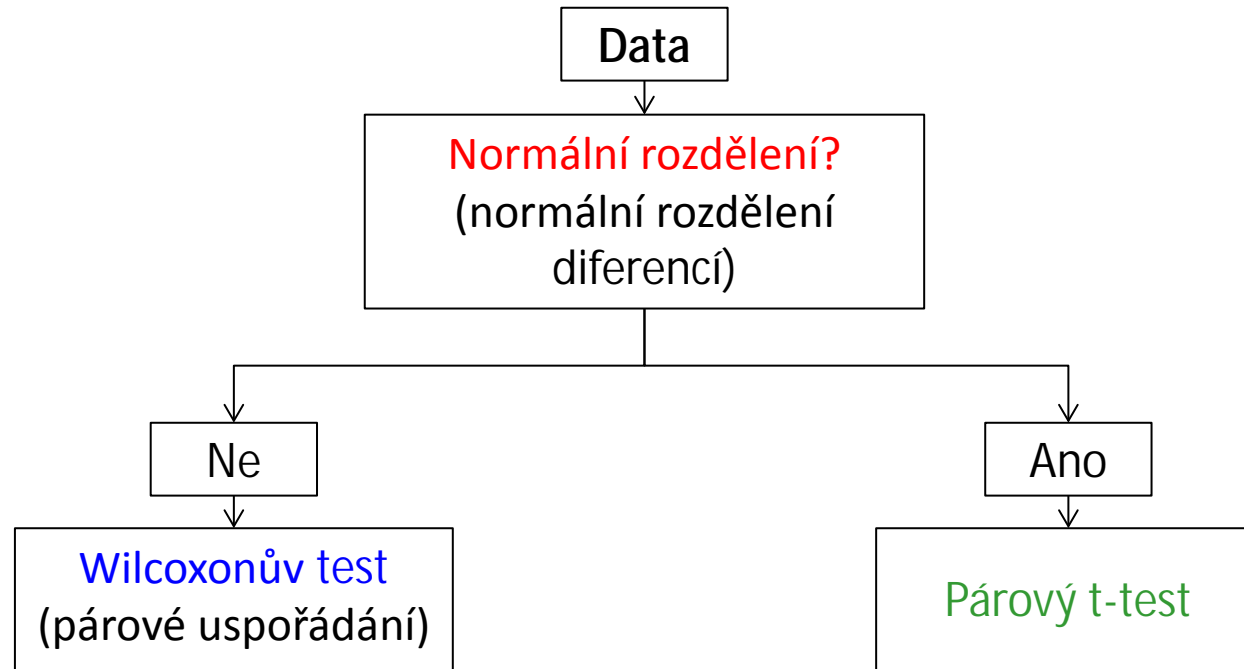 Data
Normální rozdělení?
(normální rozdělení
diferencí)
Ne
Ano
Wilcoxonův test
(párové uspořádání)
Párový t-test